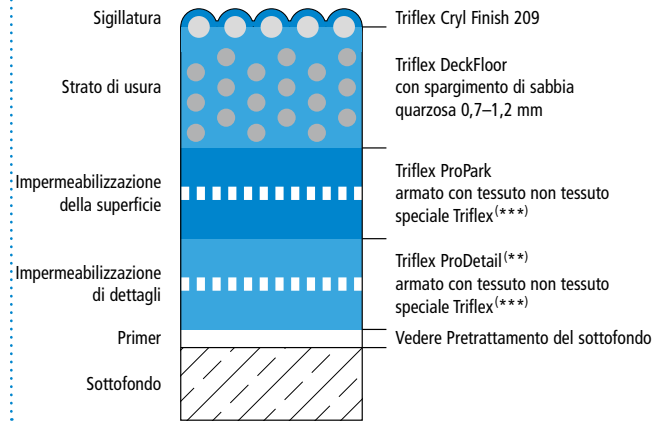 Sigillatura
Triflex Cryl Finish 209
Strato di usura
Triflex DeckFloor
con spargimento di sabbia
quarzosa 0,7–1,2 mm
Impermeabilizzazione
della superficie
Triflex ProPark
armato con tessuto non tessuto
speciale Triflex(***)
Impermeabilizzazione
di dettagli
Triflex ProDetail(**)
armato con tessuto non tessuto
speciale Triflex(***)
Primer
Vedere Pretrattamento del sottofondo
Sottofondo